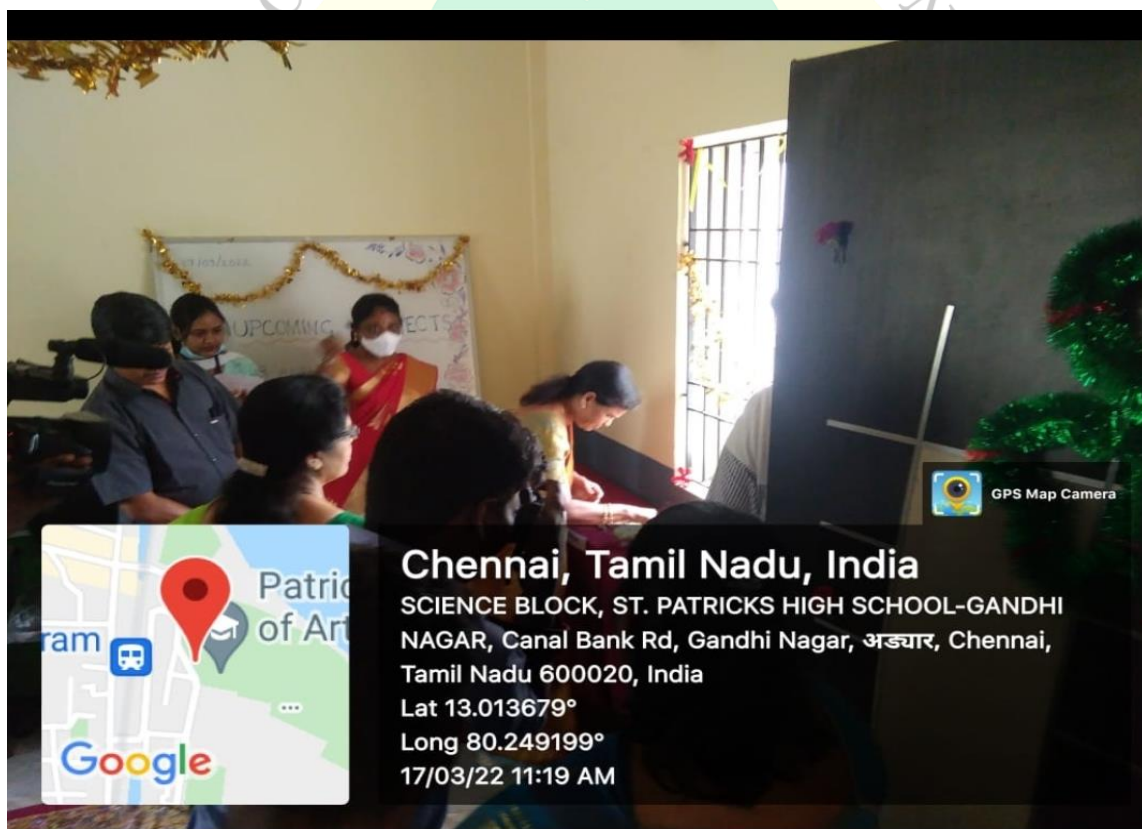 UPCOMING
ECTS
GPS Map Camera
Patric
of Art
ram
Google
Chennai, Tamil Nadu, India
SCIENCE BLOCK, ST. PATRICKS HIGH SCHOOL-GANDHI
NAGAR, Canal Bank Rd, Gandhi Nagar, अड्यार, Chennai,
Tamil Nadu 600020, India
Lat 13.013679°
Long 80.249199°
17/03/22 11:19 AM